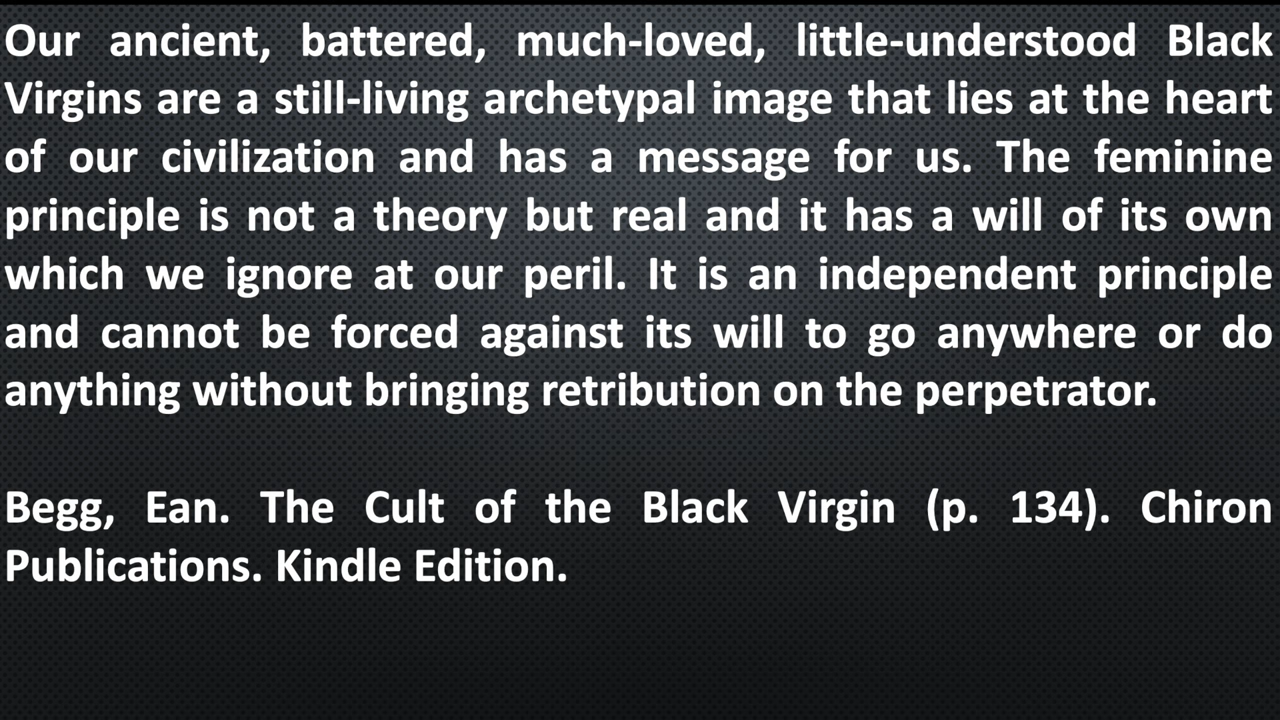 Our ancient, battered, much-loved, little-understood Black
Virgins are a still-living archetypal image that lies at the heart
of our civilization and has a message for us. The feminine
principle is not a theory but real and it has a will of its own
which we ignore at our peril. It is an independent principle
and cannot be forced against its will to go anywhere or do
anything without bringing retribution on the perpetrator.
Begg, Ean. The Cult of the Black Virgin (p. 134). Chiron
Publications. Kindle Edition.